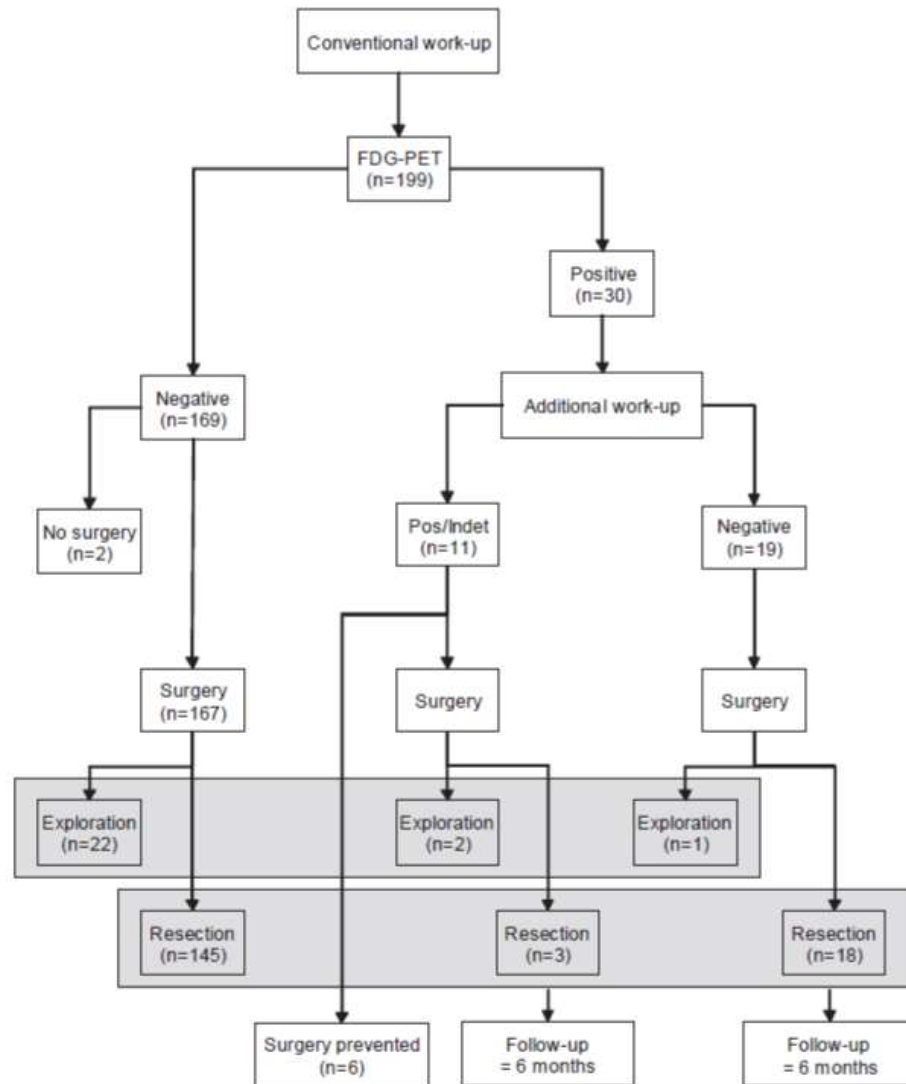 Conventional work-up
FDG-PET
(n=199)
Positive
(n=30)
Negative
(n=169)
Additional work-up
No surgery
(n=2)
Pos/Indet
(n=11)
Negative
(n=19)
Surgery
(n=167)
Surgery
Surgery
Exploration
(n=22)
Exploration
(n=2)
Exploration
(n=1)
Resection
(n=145)
Resection
(n=3)
Resection
(n=18)
Surgery prevented
(n=6)
Follow-up
= 6 months
Follow-up
= 6 months